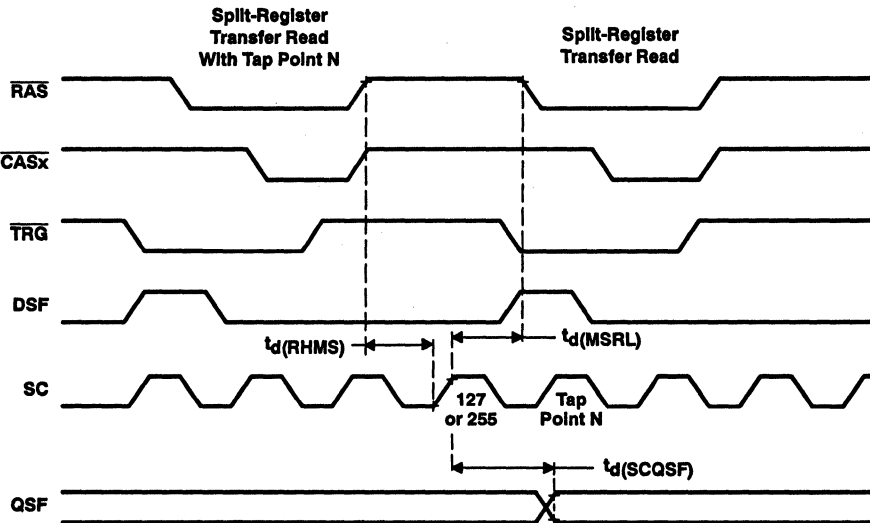 Split-Register
Transfer Read
With Tap Point N
Split-Register
Transfer Read
RAS
CASx
TRG
DSF
td(RHMS)
td(MSRL)
SC
127
or 255
Tap
Point N
td(SCQSF)
QSF